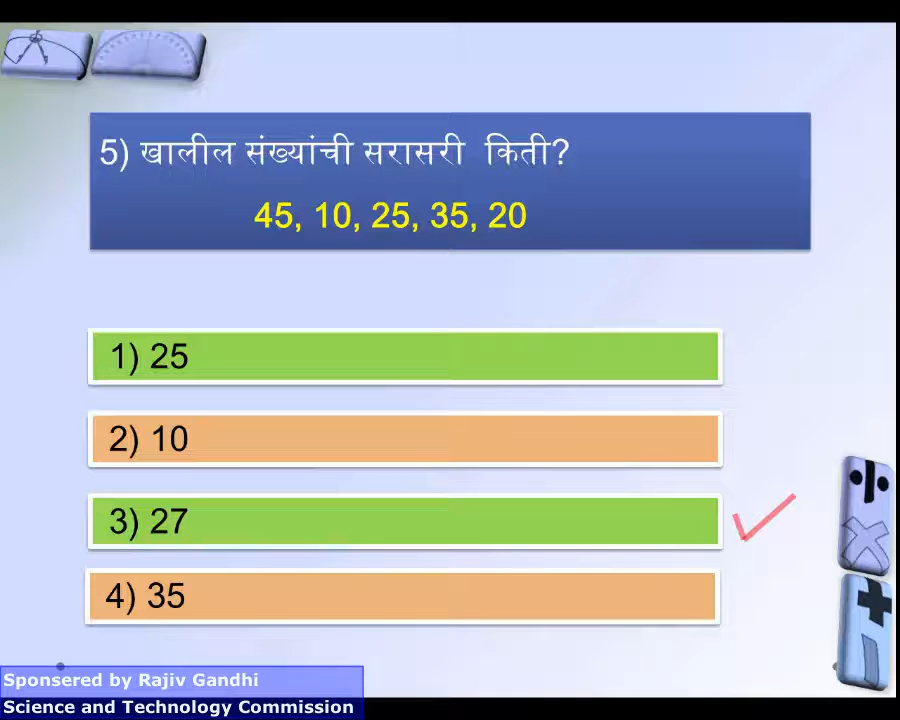 5) खालील संख्यांची सरासरी किती?
45, 10, 25, 35, 20
1) 25
2) 10
3) 27
4) 35
Sponsered by Rajiv Gandhi
Science and Technology Commission